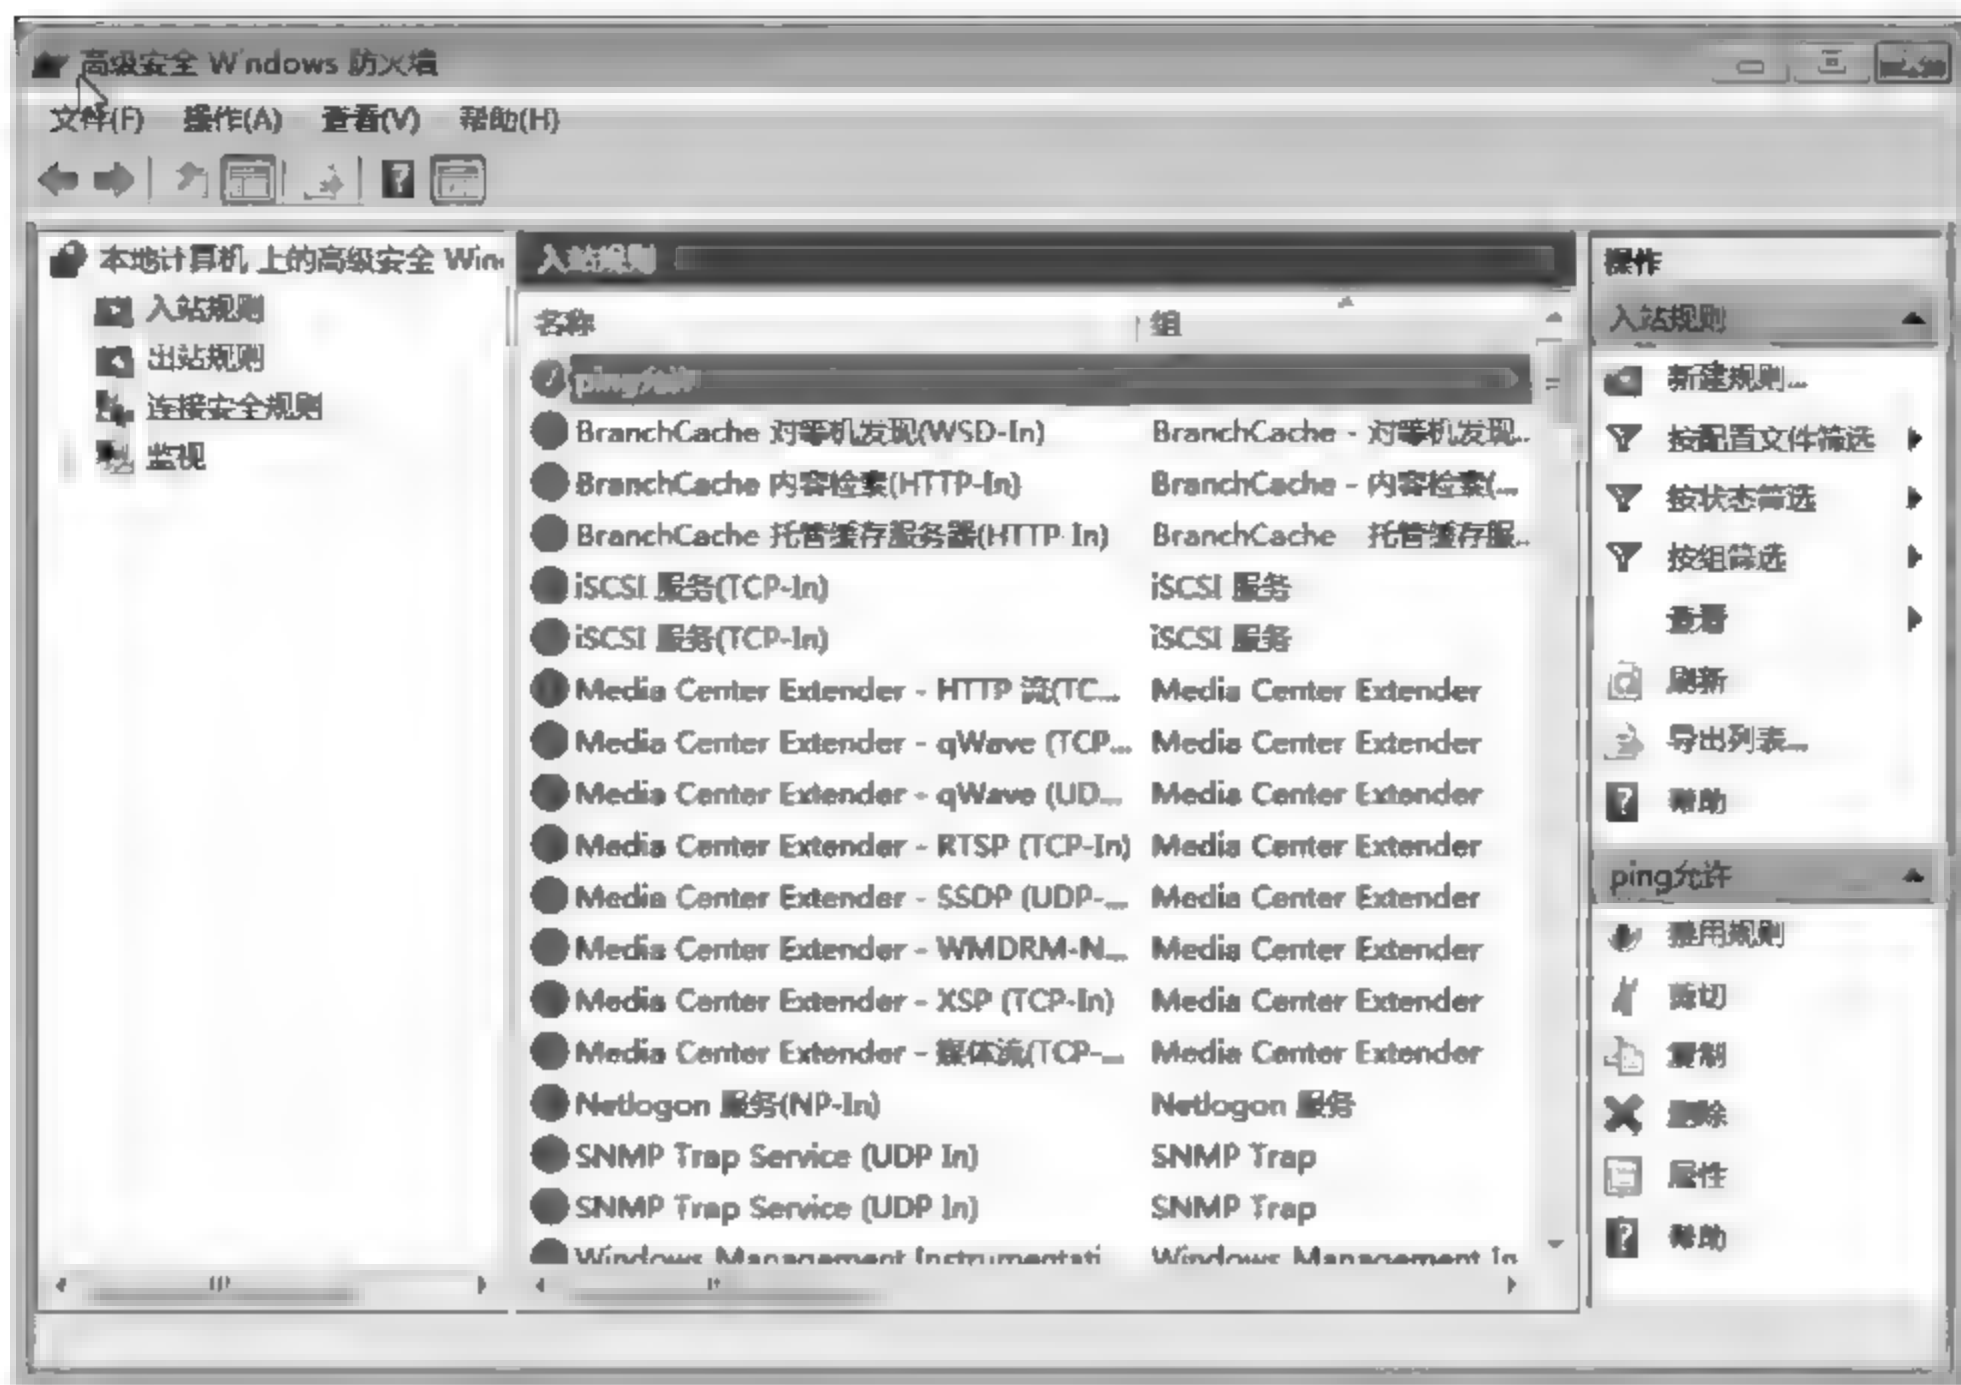 高级安全 Windows 防火墙
文件(F) 操作(A) 查看(V) 帮助(H)
本地计算机 上的高级安全 Win
入站规则
出站规则
连接安全规则
监视
入站规则
名称 组
ping允许
BranchCache 对等机发现(WSD-In) BranchCache - 对等机发现...
BranchCache 内容检索(HTTP-In) BranchCache - 内容检索(...
BranchCache 托管缓存服务器(HTTP-In) BranchCache - 托管缓存服...
iSCSI 服务(TCP-In) iSCSI 服务
iSCSI 服务(TCP-In) iSCSI 服务
Media Center Extender - HTTP 流(TC... Media Center Extender
Media Center Extender - qWave (TCP... Media Center Extender
Media Center Extender - qWave (UD... Media Center Extender
Media Center Extender - RTSP (TCP-In) Media Center Extender
Media Center Extender - SSDP (UDP-... Media Center Extender
Media Center Extender - WMDRM-N... Media Center Extender
Media Center Extender - XSP (TCP-In) Media Center Extender
Media Center Extender - 媒体流(TCP-... Media Center Extender
Netlogon 服务(NP-In) Netlogon 服务
SNMP Trap Service (UDP In) SNMP Trap
SNMP Trap Service (UDP In) SNMP Trap
Windows Management Instrumentati Windows Management In
操作
入站规则
新建规则...
按配置文件筛选
按状态筛选
按组筛选
查看
刷新
导出列表...
帮助
ping允许
禁用规则
剪切
复制
删除
属性
帮助